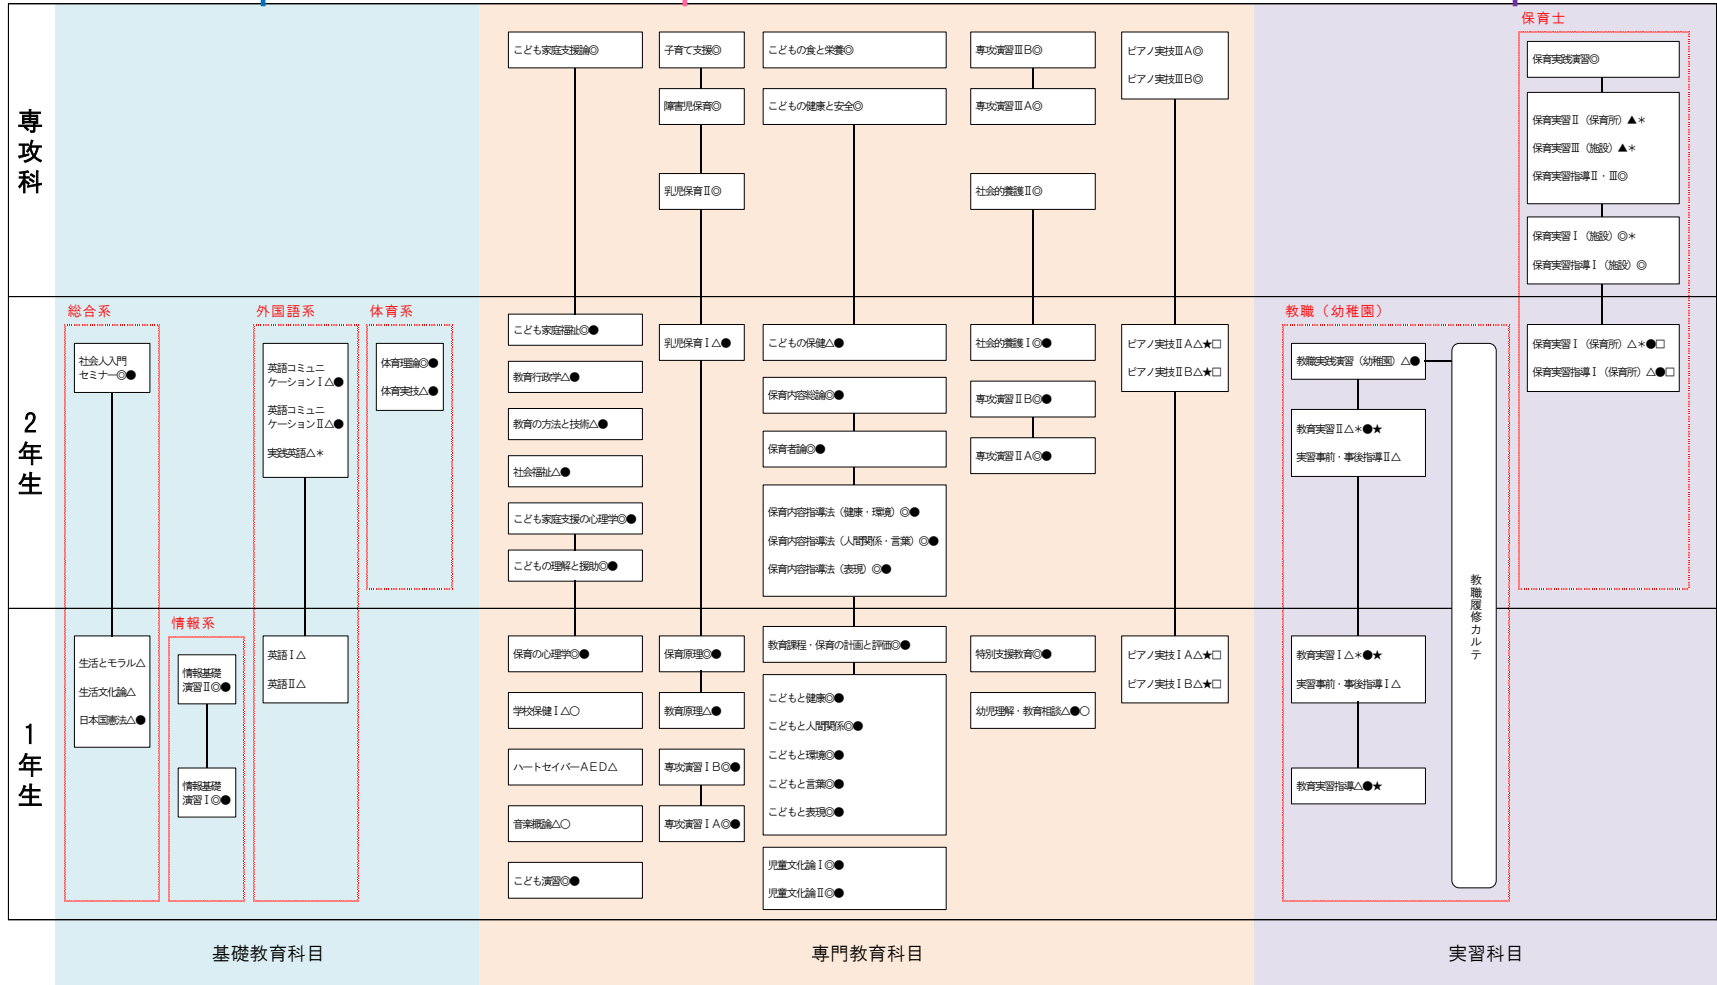 専攻科
保育士
こども家庭支援論◎
子育て支援◎
障害児保育◎
乳児保育Ⅱ◎
こどもの食と栄養◎
こどもの健康と安全◎
専攻演習ⅢB◎
専攻演習ⅢA◎
社会的養護Ⅱ◎
ピアノ実技ⅢA◎
ピアノ実技ⅢB◎
保育実践演習◎
保育実習Ⅱ（保育所）▲＊
保育実習Ⅲ（施設）▲＊
保育実習指導Ⅱ・Ⅲ◎
保育実習Ⅰ（施設）◎＊
保育実習指導Ⅰ（施設）◎
2年生
総合系
社会人入門
セミナー◎●
外国語系
英語コミュニ
ケーションⅠ△●
英語コミュニ
ケーションⅡ△●
実践英語△＊
体育系
体育理論◎●
体育実技△●
こども家庭福祉◎●
教育行政学△●
教育の方法と技術△●
社会福祉△●
こども家庭支援の心理学◎●
こどもの理解と援助◎●
乳児保育Ⅰ△●
こどもの保健△●
保育内容総論◎●
保育者論◎●
保育内容指導法（健康・環境）◎●
保育内容指導法（人間関係・言葉）◎●
保育内容指導法（表現）◎●
社会的養護Ⅰ◎●
専攻演習ⅡB◎●
専攻演習ⅡA◎●
ピアノ実技ⅡA△★□
ピアノ実技ⅡB△★□
教職（幼稚園）
教職実践演習（幼稚園）△●
教育実習Ⅱ△＊●★
実習事前・事後指導Ⅱ△
教職履修カルテ
保育実習Ⅰ（保育所）△＊●□
保育実習指導Ⅰ（保育所）△●□
1年生
生活とモラル△
生活文化論△
日本国憲法△●
情報系
情報基礎
演習Ⅱ◎●
情報基礎
演習Ⅰ◎●
英語Ⅰ△
英語Ⅱ△
保育の心理学◎●
学校保健Ⅰ△○
ハートセイバーAED△
音楽概論△○
こども演習◎●
保育原理◎●
教育原理△●
専攻演習ⅠB◎●
専攻演習ⅠA◎●
教育課程・保育の計画と評価◎●
こどもと健康◎●
こどもと人間関係◎●
こどもと環境◎●
こどもと言葉◎●
こどもと表現◎●
児童文化論Ⅰ◎●
児童文化論Ⅱ◎●
特別支援教育◎●
幼児理解・教育相談△●○
ピアノ実技ⅠA△★□
ピアノ実技ⅠB△★□
教育実習Ⅰ△＊●★
実習事前・事後指導Ⅰ△
教育実習指導△●★
基礎教育科目
専門教育科目
実習科目